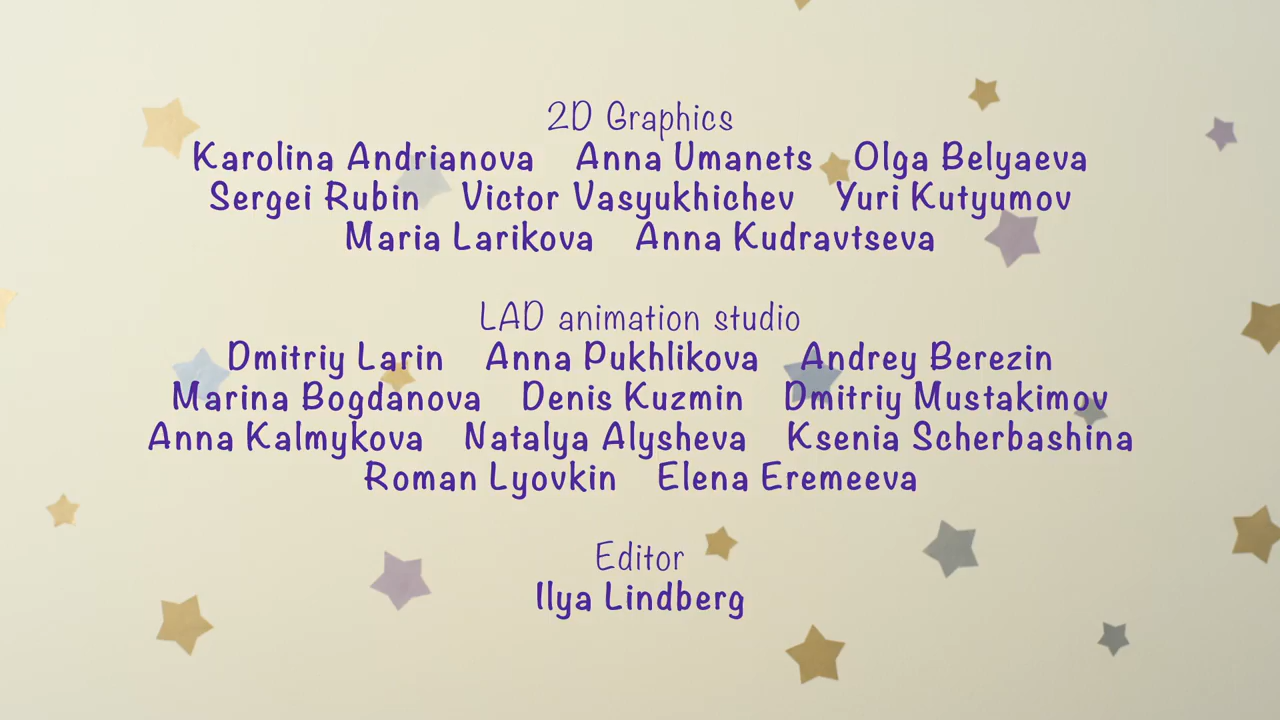 2D Graphics
Karolina Andrianova Anna Umanets Olga Belyaeva
Sergei Rubin Victor Vasyukhichev Yuri Kutyumov
Maria Larikova Anna Kudravtseva
LAD animation studio
Dmitriy Larin Anna Pukhlikova Andrey Berezin
Marina Bogdanova Denis Kuzmin Dmitriy Mustakimov
Anna Kalmykova Natalya Alysheva Ksenia Scherbashina
Roman Lyovkin Elena Eremeeva
Editor
Ilya Lindberg